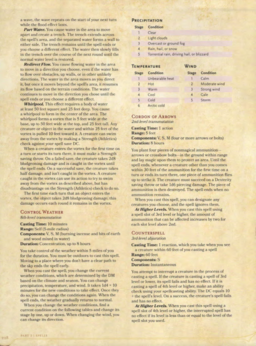 a wave, the wave repeats on the start of your next turn
while the flood effect lasts.
Part Water. You cause water in the area to move
apart and create a trench. The trench extends across
the spell's area, and the separated water forms a wall to
either side. The trench remains until the spell ends or
you choose a different effect. The water then slowly fills
in the trench over the course of the next round until the
normal water level is restored.
Redirect Flow. You cause flowing water in the area
to move in a direction you choose, even if the water has
to flow over obstacles, up walls, or in other unlikely
directions. The water in the area moves as you direct
it, but once it moves beyond the spell's area, it resumes
its flow based on the terrain conditions. The water
continues to move in the direction you chose until the
spell ends or you choose a different effect.
Whirlpool. This effect requires a body of water
at least 50 feet square and 25 feet deep. You cause
a whirlpool to form in the center of the area. The
whirlpool forms a vortex that is 5 feet wide at the
base, up to 50 feet wide at the top, and 25 feet tall. Any
creature or object in the water and within 25 feet of the
vortex is pulled 10 feet toward it. A creature can swim
away from the vortex by making a Strength (Athletics)
check against your spell save DC.
When a creature enters the vortex for the first time on
a turn or starts its turn there, it must make a Strength
saving throw. On a failed save, the creature takes 2d8
bludgeoning damage and is caught in the vortex until
the spell ends. On a successful save, the creature takes
half damage, and isn't caught in the vortex. A creature
caught in the vortex can use its action to try to swim
away from the vortex as described above, but has
disadvantage on the Strength (Athletics) check to do so.
The first time each turn that an object enters the
vortex, the object takes 2d8 bludgeoning damage; this
damage occurs each round it remains in the vortex.
Control Weather
8th-level transmutation
Casting Time: 10 minutes
Range: Self (5-mile radius)
Components: V, S, M (burning incense and bits of earth
and wood mixed in water)
Duration: Concentration, up to 8 hours
You take control of the weather within 5 miles of you
for the duration. You must be outdoors to cast this spell.
Moving to a place where you don't have a clear path to
the sky ends the spell early.
When you cast the spell, you change the current
weather conditions, which are determined by the DM
based on the climate and season. You can change
precipitation, temperature, and wind. It takes 1d4 × 10
minutes for the new conditions to take effect. Once they
do so, you can change the conditions again. When the
spell ends, the weather gradually returns to normal.
When you change the weather conditions, find a
current condition on the following tables and change its
stage by one, up or down. When changing the wind, you
can change its direction.
Precipitation
Stage Condition
1 Clear
2 Light clouds
3 Overcast or ground fog
4 Rain, hail, or snow
5 Torrential rain, driving hail, or blizzard
Temperature
Stage Condition
1 Unbearable heat
2 Hot
3 Warm
4 Cool
5 Cold
6 Arctic cold
Wind
Stage Condition
1 Calm
2 Moderate wind
3 Strong wind
4 Gale
5 Storm
Cordon of Arrows
2nd-level transmutation
Casting Time: 1 action
Range: 5 feet
Components: V, S, M (four or more arrows or bolts)
Duration: 8 hours
You plant four pieces of nonmagical ammunition—
arrows or crossbow bolts—in the ground within range
and lay magic upon them to protect an area. Until the
spell ends, whenever a creature other than you comes
within 30 feet of the ammunition for the first time on a
turn or ends its turn there, one piece of ammunition flies
up to strike it. The creature must succeed on a Dexterity
saving throw or take 1d6 piercing damage. The piece of
ammunition is then destroyed. The spell ends when no
ammunition remains.
When you cast this spell, you can designate any
creatures you choose, and the spell ignores them.
At Higher Levels. When you cast this spell using
a spell slot of 3rd level or higher, the amount of
ammunition that can be affected increases by two for
each slot level above 2nd.
Counterspell
3rd-level abjuration
Casting Time: 1 reaction, which you take when you see
a creature within 60 feet of you casting a spell
Range: 60 feet
Components: S
Duration: Instantaneous
You attempt to interrupt a creature in the process of
casting a spell. If the creature is casting a spell of 3rd
level or lower, its spell fails and has no effect. If it is
casting a spell of 4th level or higher, make an ability
check using your spellcasting ability. The DC equals 10
+ the spell's level. On a success, the creature's spell fails
and has no effect.
At Higher Levels. When you cast this spell using a
spell slot of 4th level or higher, the interrupted spell has
no effect if its level is less than or equal to the level of the
spell slot you used.